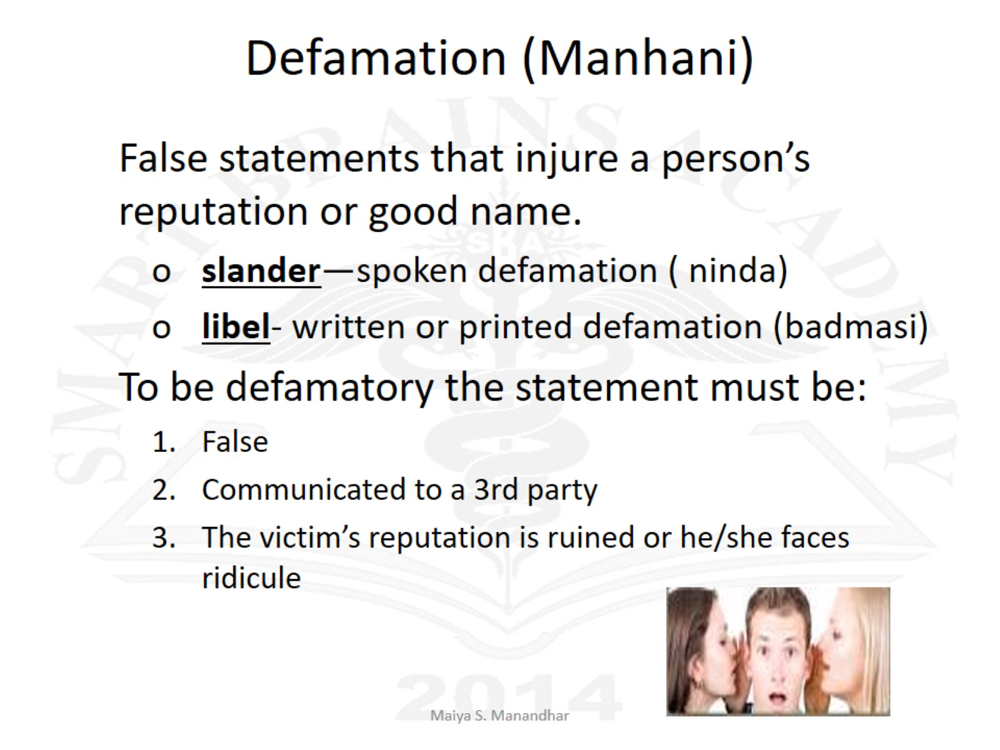 Defamation (Manhani)
False statements that injure a person’s
reputation or good name.
o slander—spoken defamation ( ninda)
o libel- written or printed defamation (badmasi)
To be defamatory the statement must be:
1. False
2. Communicated to a 3rd party
3. The victim’s reputation is ruined or he/she faces
ridicule
SMART BRAINS ACADEMY
SBA
2014
Maiya S. Manandhar